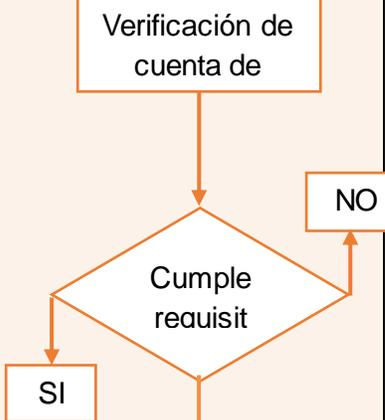 Verificación de
cuenta de
NO
Cumple
requisit
SI